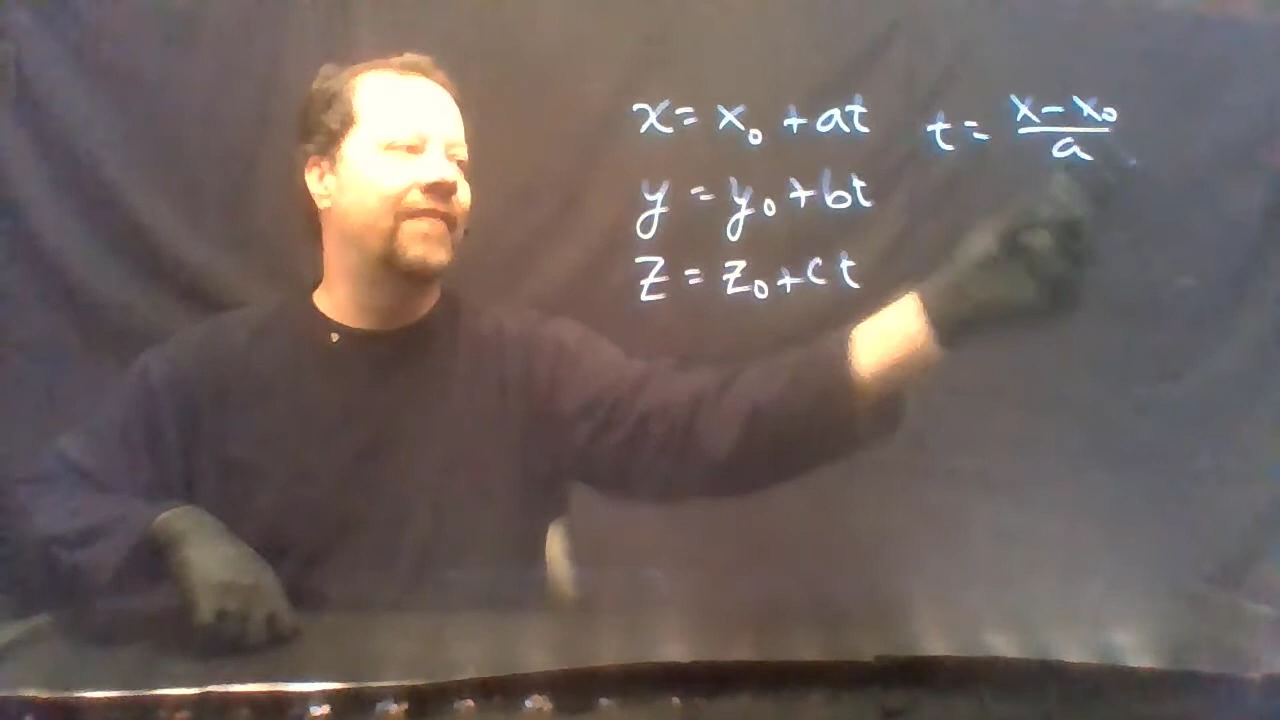 x = x₀ + at   t = (x - x₀)/a
y = y₀ + bt
z = z₀ + ct